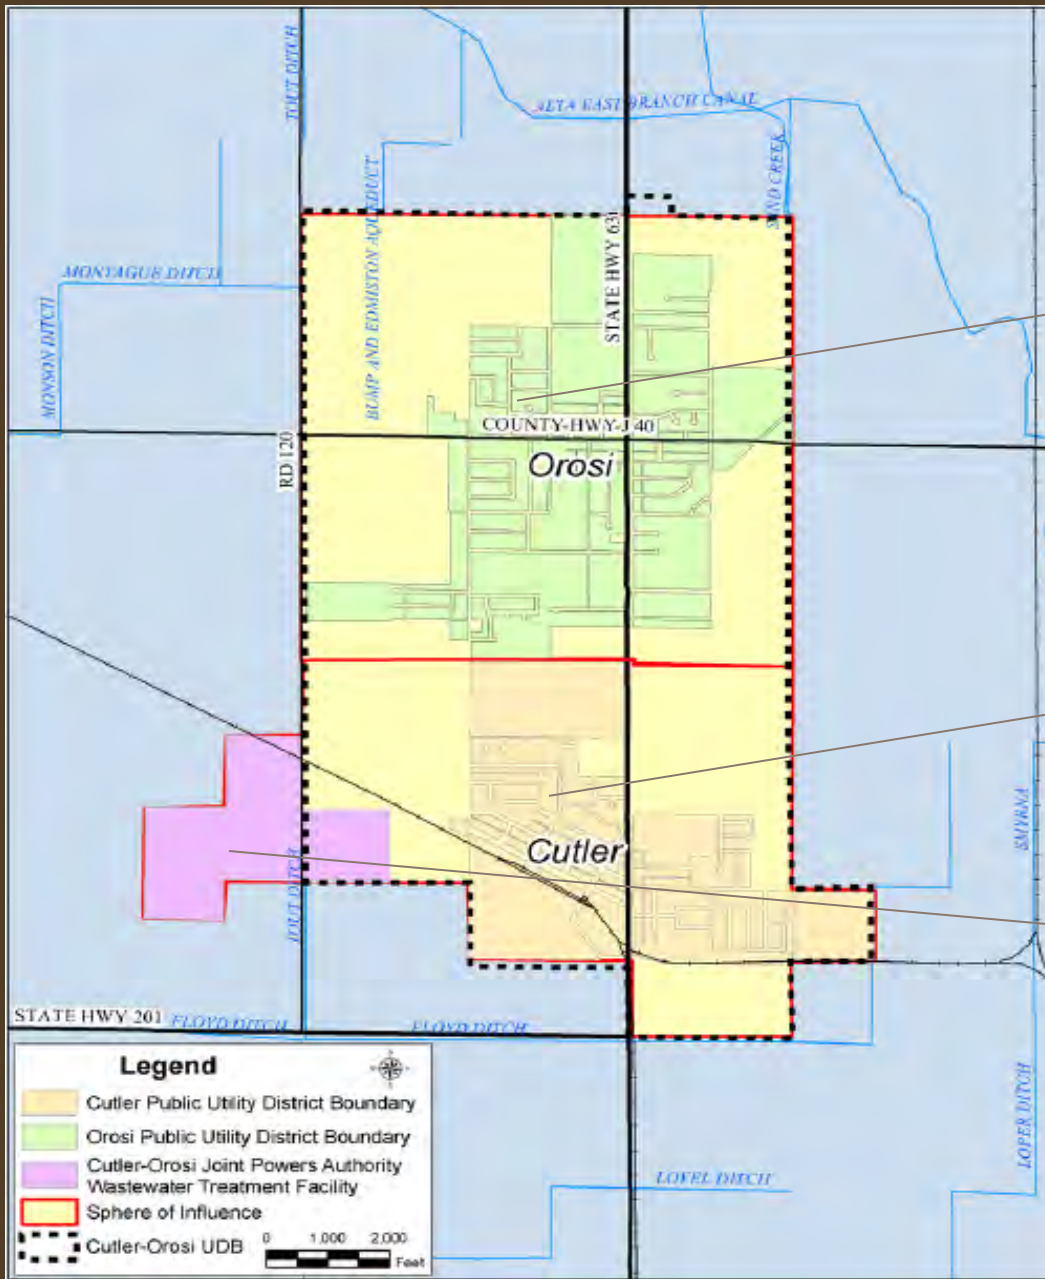 TOUT DITCH
ALTA EAST BRANCH CANAL
SAND CREEK
BUMP AND EDMISTON AQUEDUCT
STATE HWY 63
MONTAGUE DITCH
MONSON DITCH
COUNTY-HWY-J 40
RD 120
Orosi
Cutler
SMYRNA
TOUT DITCH
STATE HWY 201
FLOYD DITCH
FLOYD DITCH
LOPER DITCH
LOVEL DITCH
Legend
Cutler Public Utility District Boundary
Orosi Public Utility District Boundary
Cutler-Orosi Joint Powers Authority
Wastewater Treatment Facility
Sphere of Influence
Cutler-Orosi UDB
0 1,000 2,000
Feet